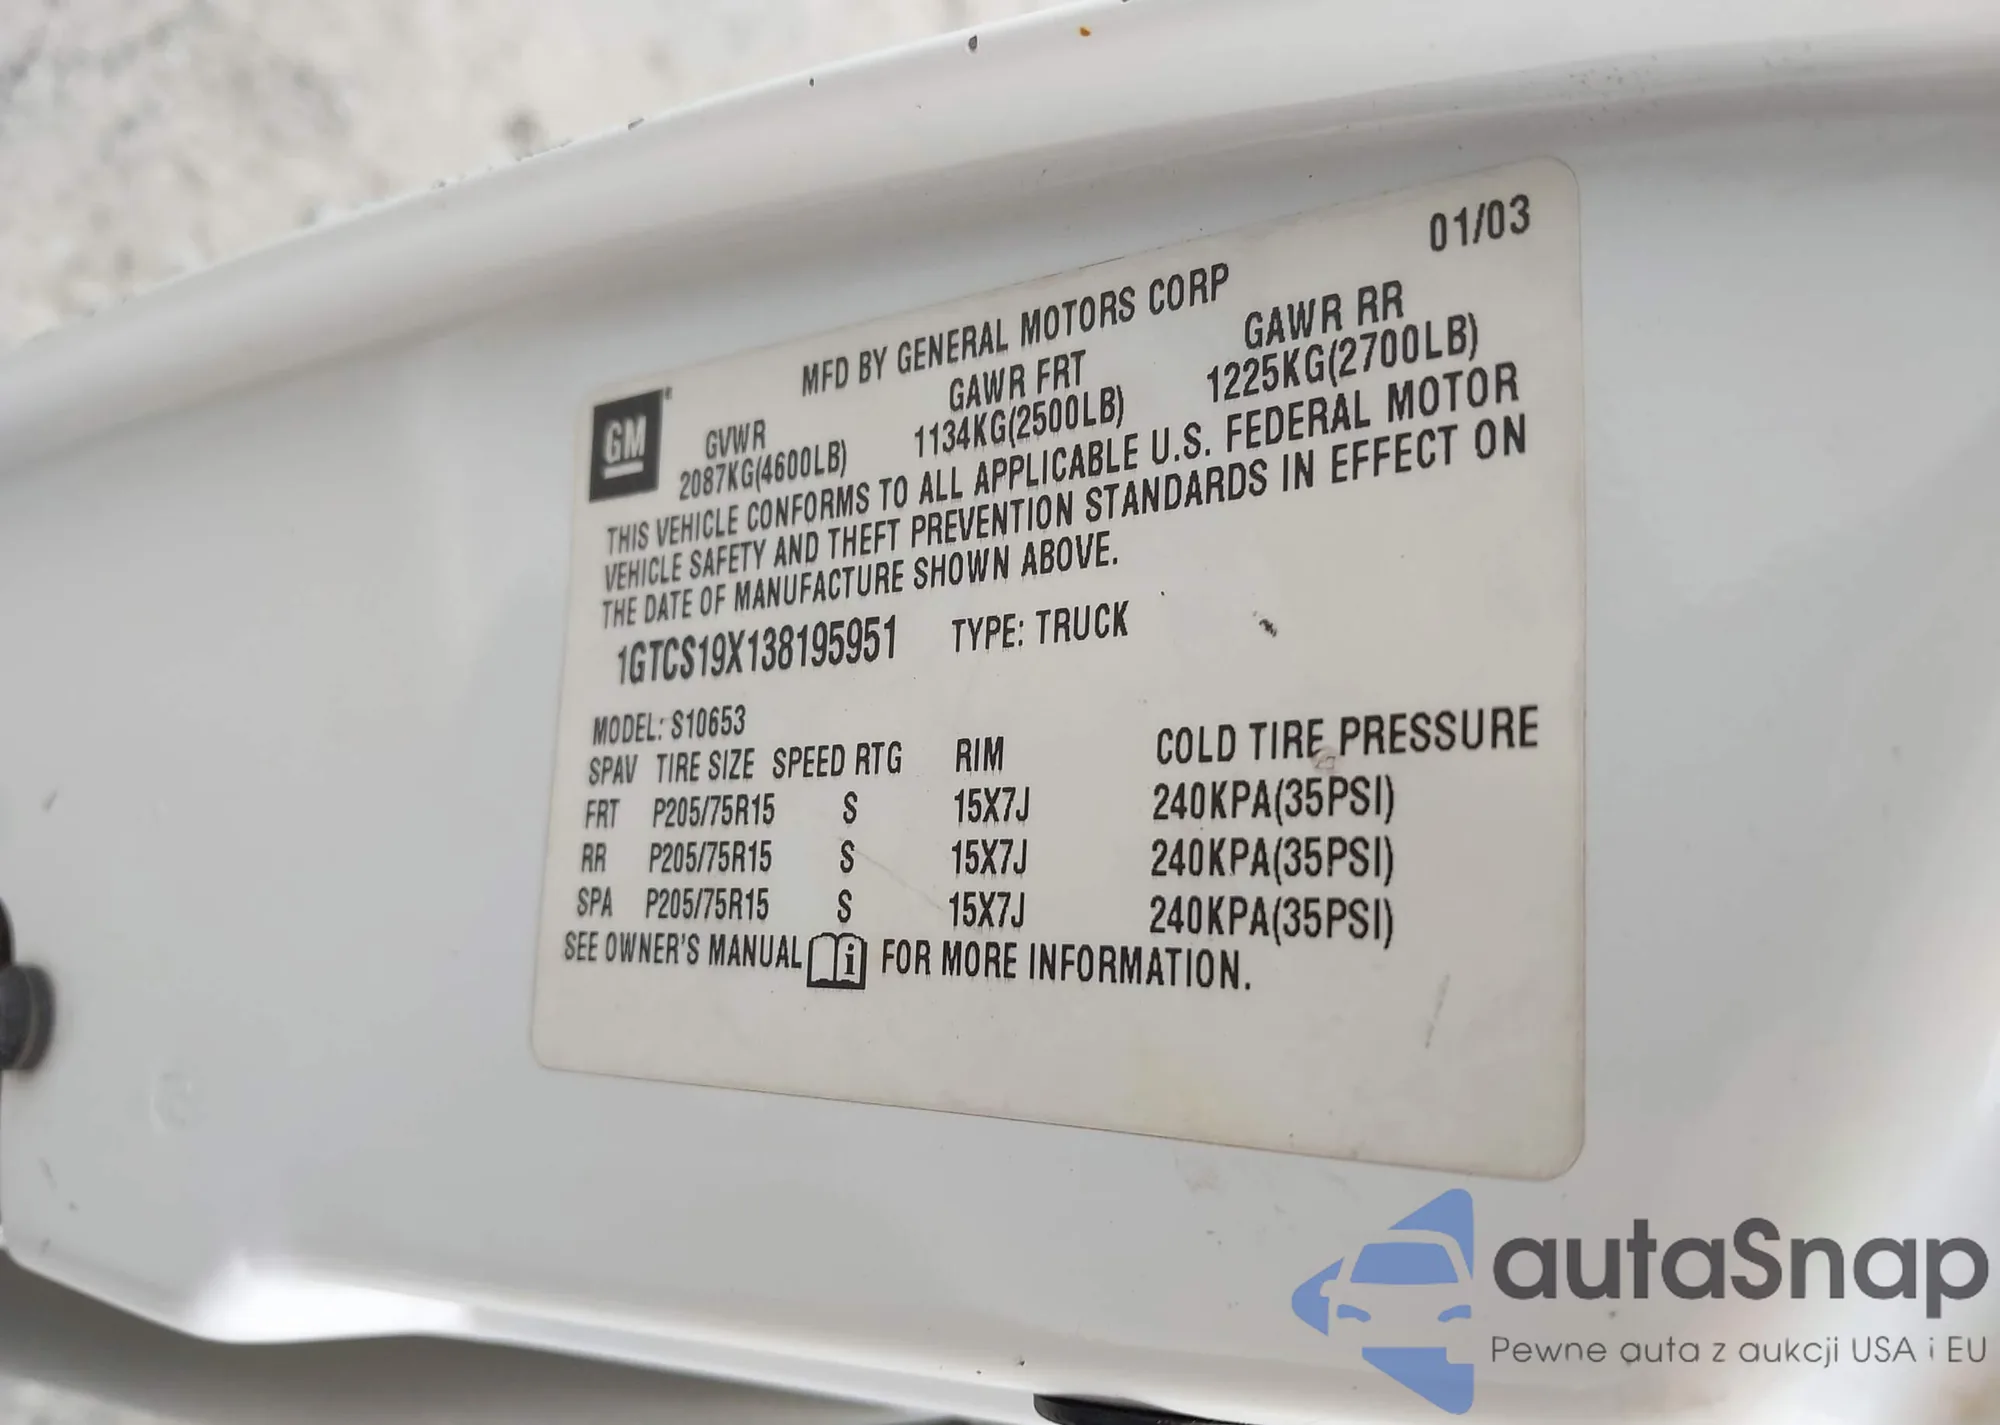 01/03
MFD BY GENERAL MOTORS CORP
GM
GVWR GAWR FRT GAWR RR
2087KG(4600LB) 1134KG(2500LB) 1225KG(2700LB)
THIS VEHICLE CONFORMS TO ALL APPLICABLE U.S. FEDERAL MOTOR
VEHICLE SAFETY AND THEFT PREVENTION STANDARDS IN EFFECT ON
THE DATE OF MANUFACTURE SHOWN ABOVE.
1GTCS19X138195951 TYPE: TRUCK
MODEL: S10653
SPAV TIRE SIZE SPEED RTG RIM COLD TIRE PRESSURE
FRT P205/75R15 S 15X7J 240KPA(35PSI)
RR P205/75R15 S 15X7J 240KPA(35PSI)
SPA P205/75R15 S 15X7J 240KPA(35PSI)
SEE OWNER'S MANUAL i FOR MORE INFORMATION.
autaSnap
Pewne auta z aukcji USA i EU